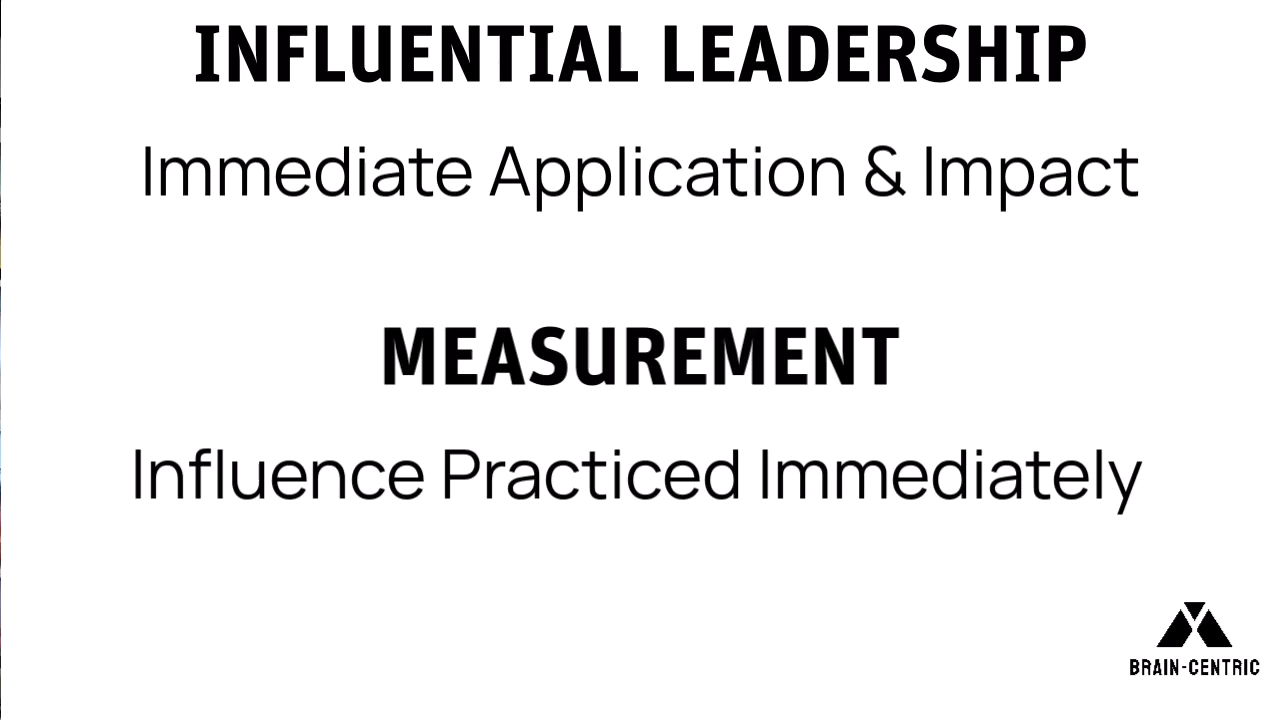 INFLUENTIAL LEADERSHIP
Immediate Application & Impact
MEASUREMENT
Influence Practiced Immediately
BRAIN-CENTRIC